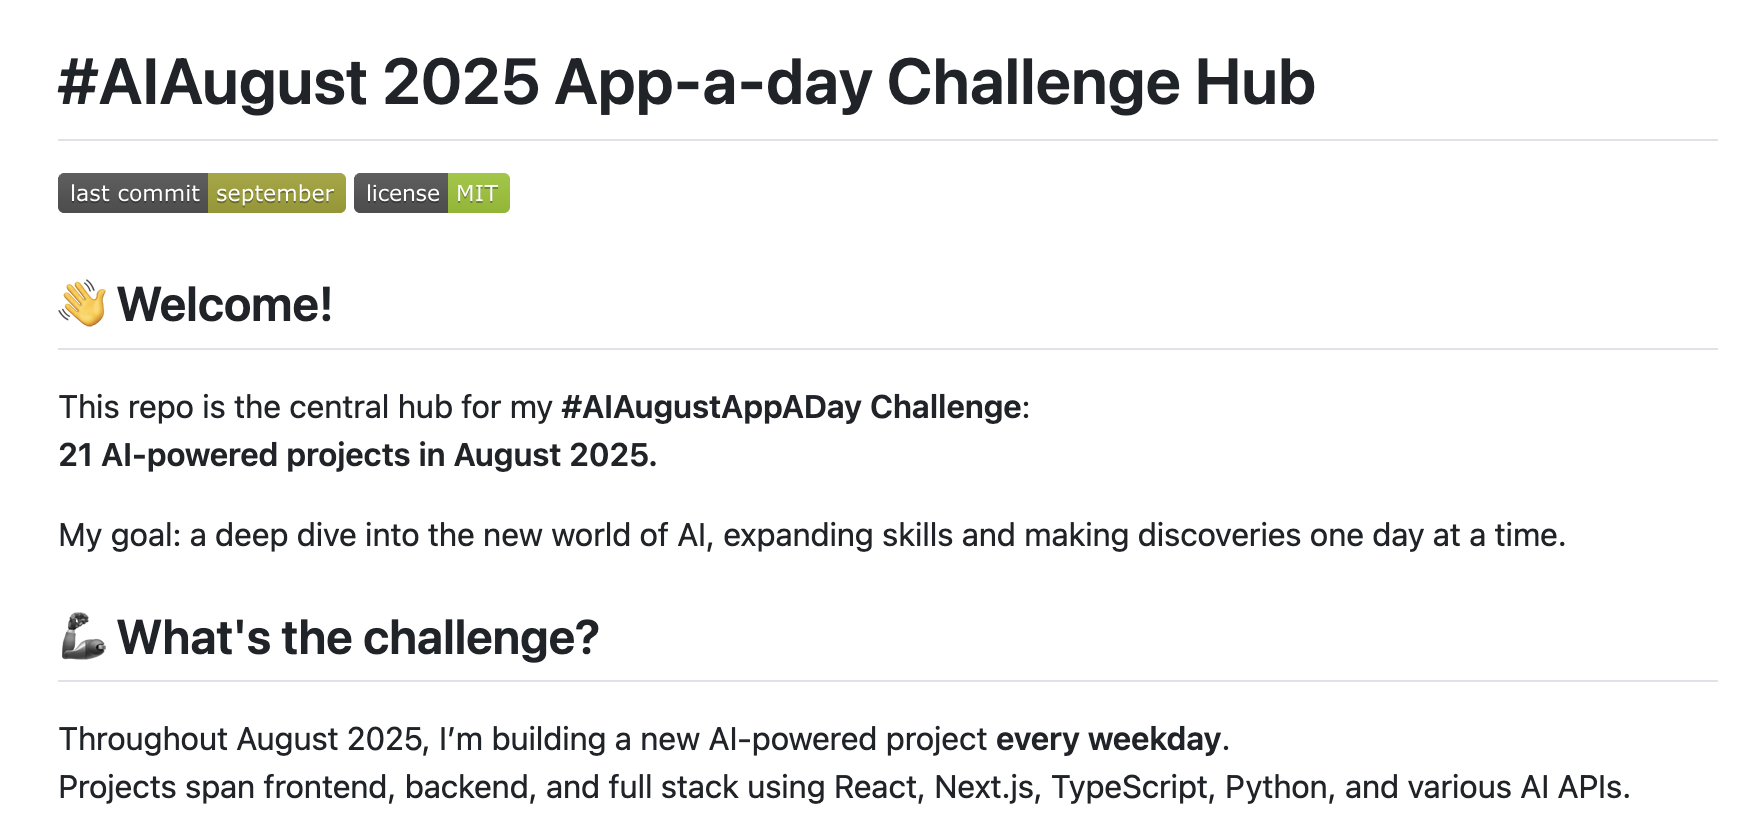 #AIAugust 2025 App-a-day Challenge Hub
last commit september license MIT
👋 Welcome!
This repo is the central hub for my #AIAugustAppADay Challenge:
21 AI-powered projects in August 2025.
My goal: a deep dive into the new world of AI, expanding skills and making discoveries one day at a time.
🦾 What's the challenge?
Throughout August 2025, I’m building a new AI-powered project every weekday.
Projects span frontend, backend, and full stack using React, Next.js, TypeScript, Python, and various AI APIs.